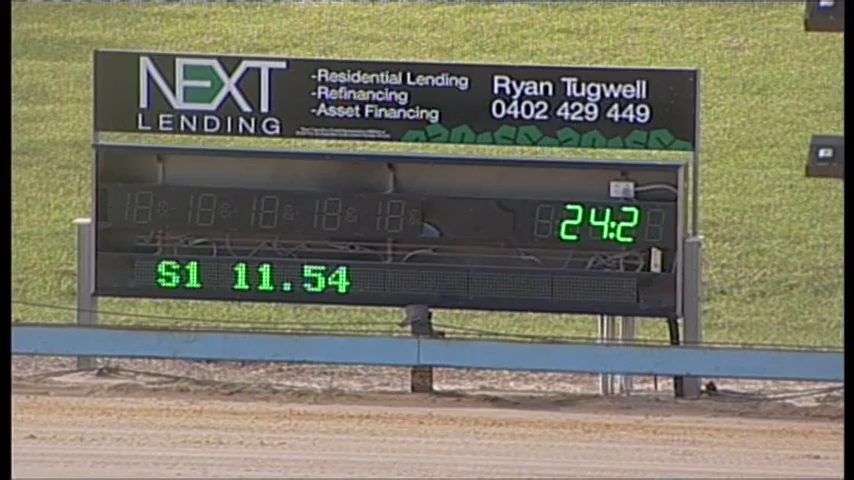 NEXT
LENDING
-Residential Lending
-Refinancing
-Asset Financing
Ryan Tugwell
0402 429 449
24:2
S1 11.54